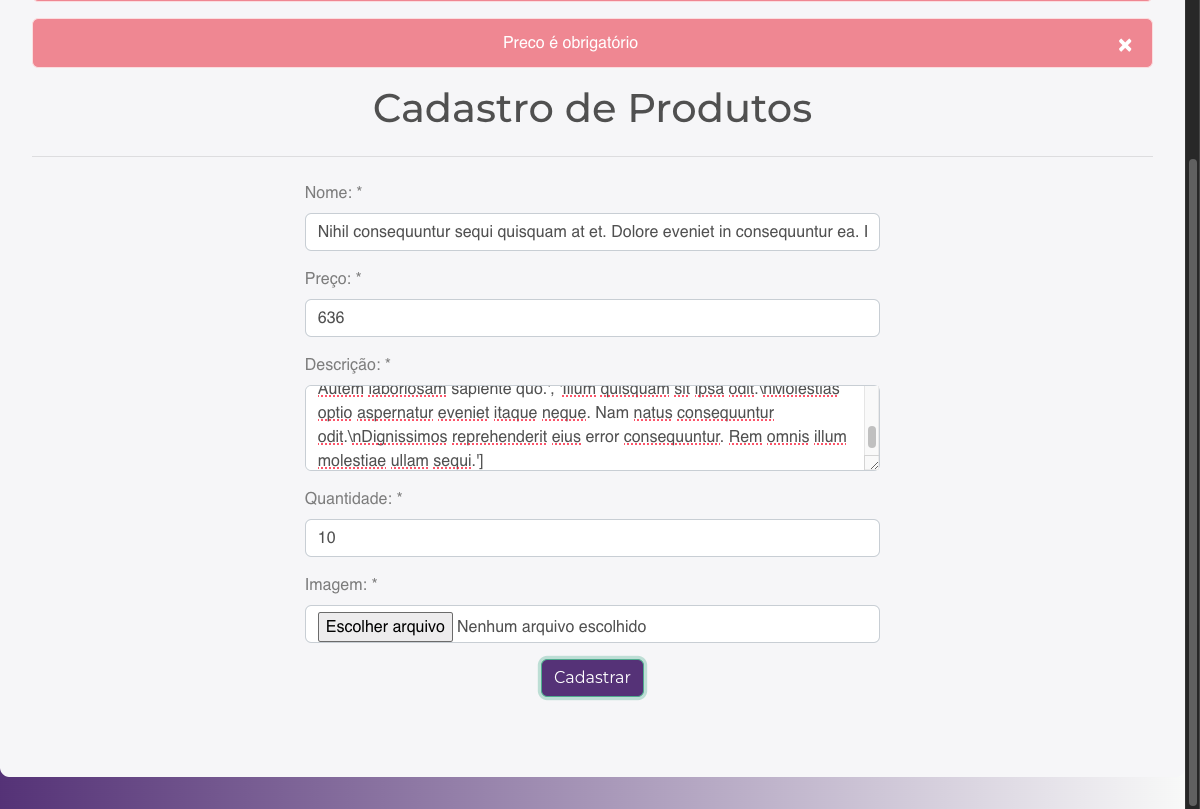 Preco é obrigatório
Cadastro de Produtos
Nome: *
Nihil consequuntur sequi quisquam at et. Dolore eveniet in consequuntur ea. I
Preço: *
636
Descrição: *
Autem laboriosam sapiente quo.', 'Illum quisquam sit ipsa odit.\nMolestias
optio aspernatur eveniet itaque neque. Nam natus consequuntur
odit.\nDignissimos reprehenderit eius error consequuntur. Rem omnis illum
molestiae ullam sequi.']
Quantidade: *
10
Imagem: *
Escolher arquivo Nenhum arquivo escolhido
Cadastrar